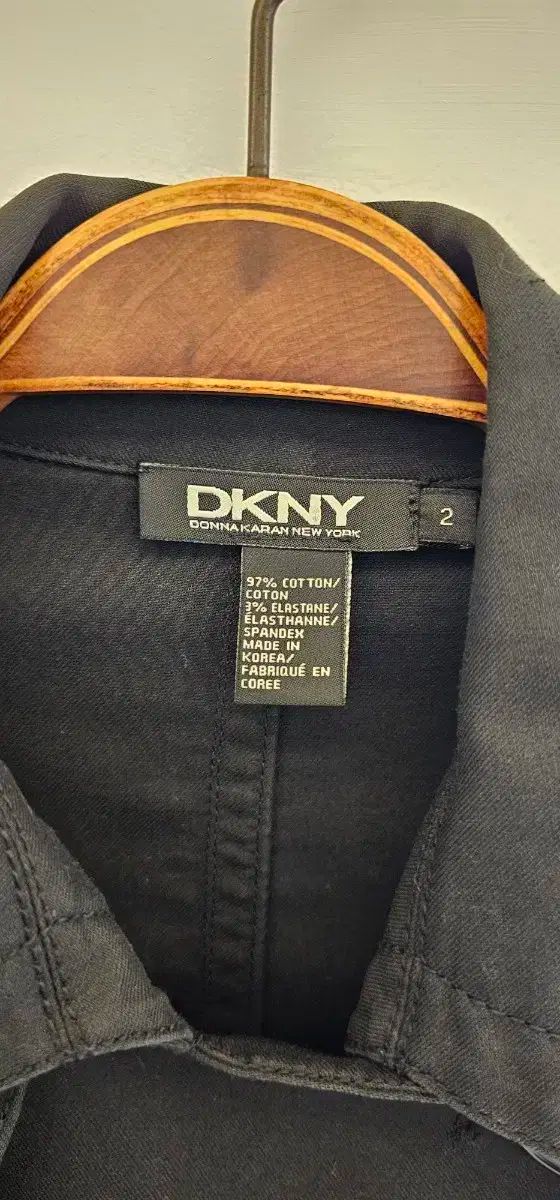 DKNY
DONNA KARAN NEW YORK
2
97% COTTON/
COTON
3% ELASTANE/
ÉLASTHANNE/
SPANDEX
MADE IN
KOREA/
FABRIQUÉ EN
COREE